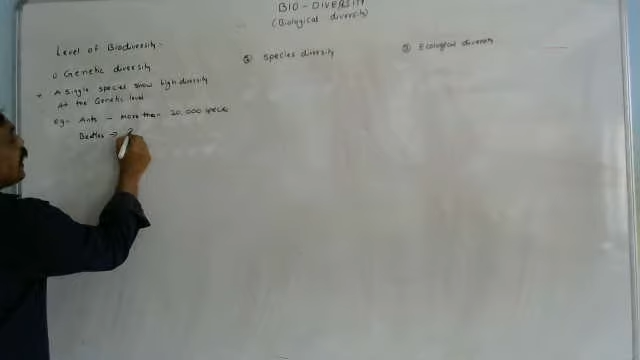 BIO - DIVERSITY
(Biological diversity)
Level of Biodiversity.
① Genetic diversity
② Species diversity
③ Ecological diversity
* A single species show high diversity
At the Genetic level
eg:- Ants - More than 20,000 species
Beetles →